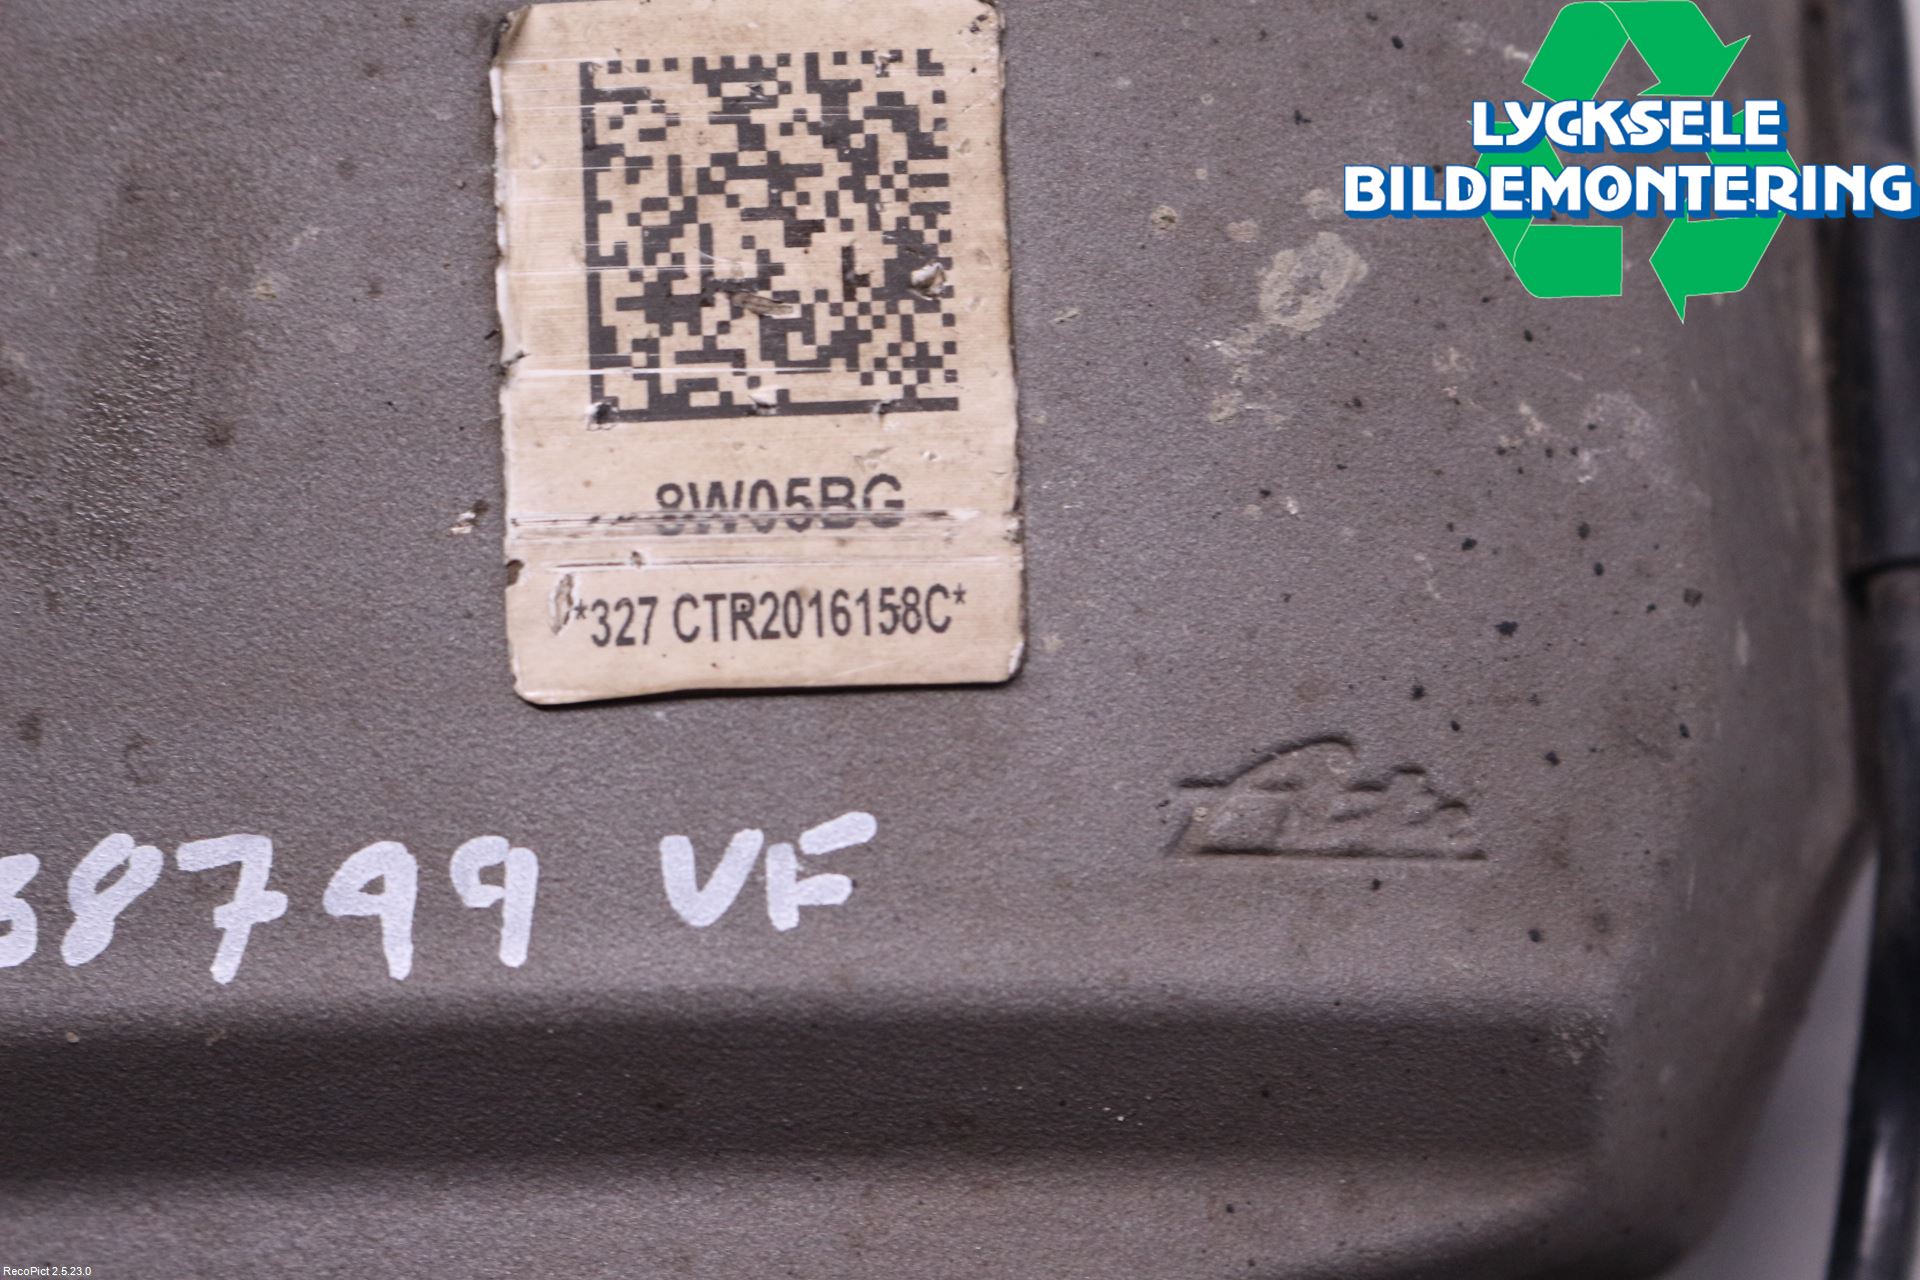 LYCKSELE
BILDEMONTERING
8W05BG
*327 CTR2016158C*
38799 VF
RecoPict 2.5.23.0